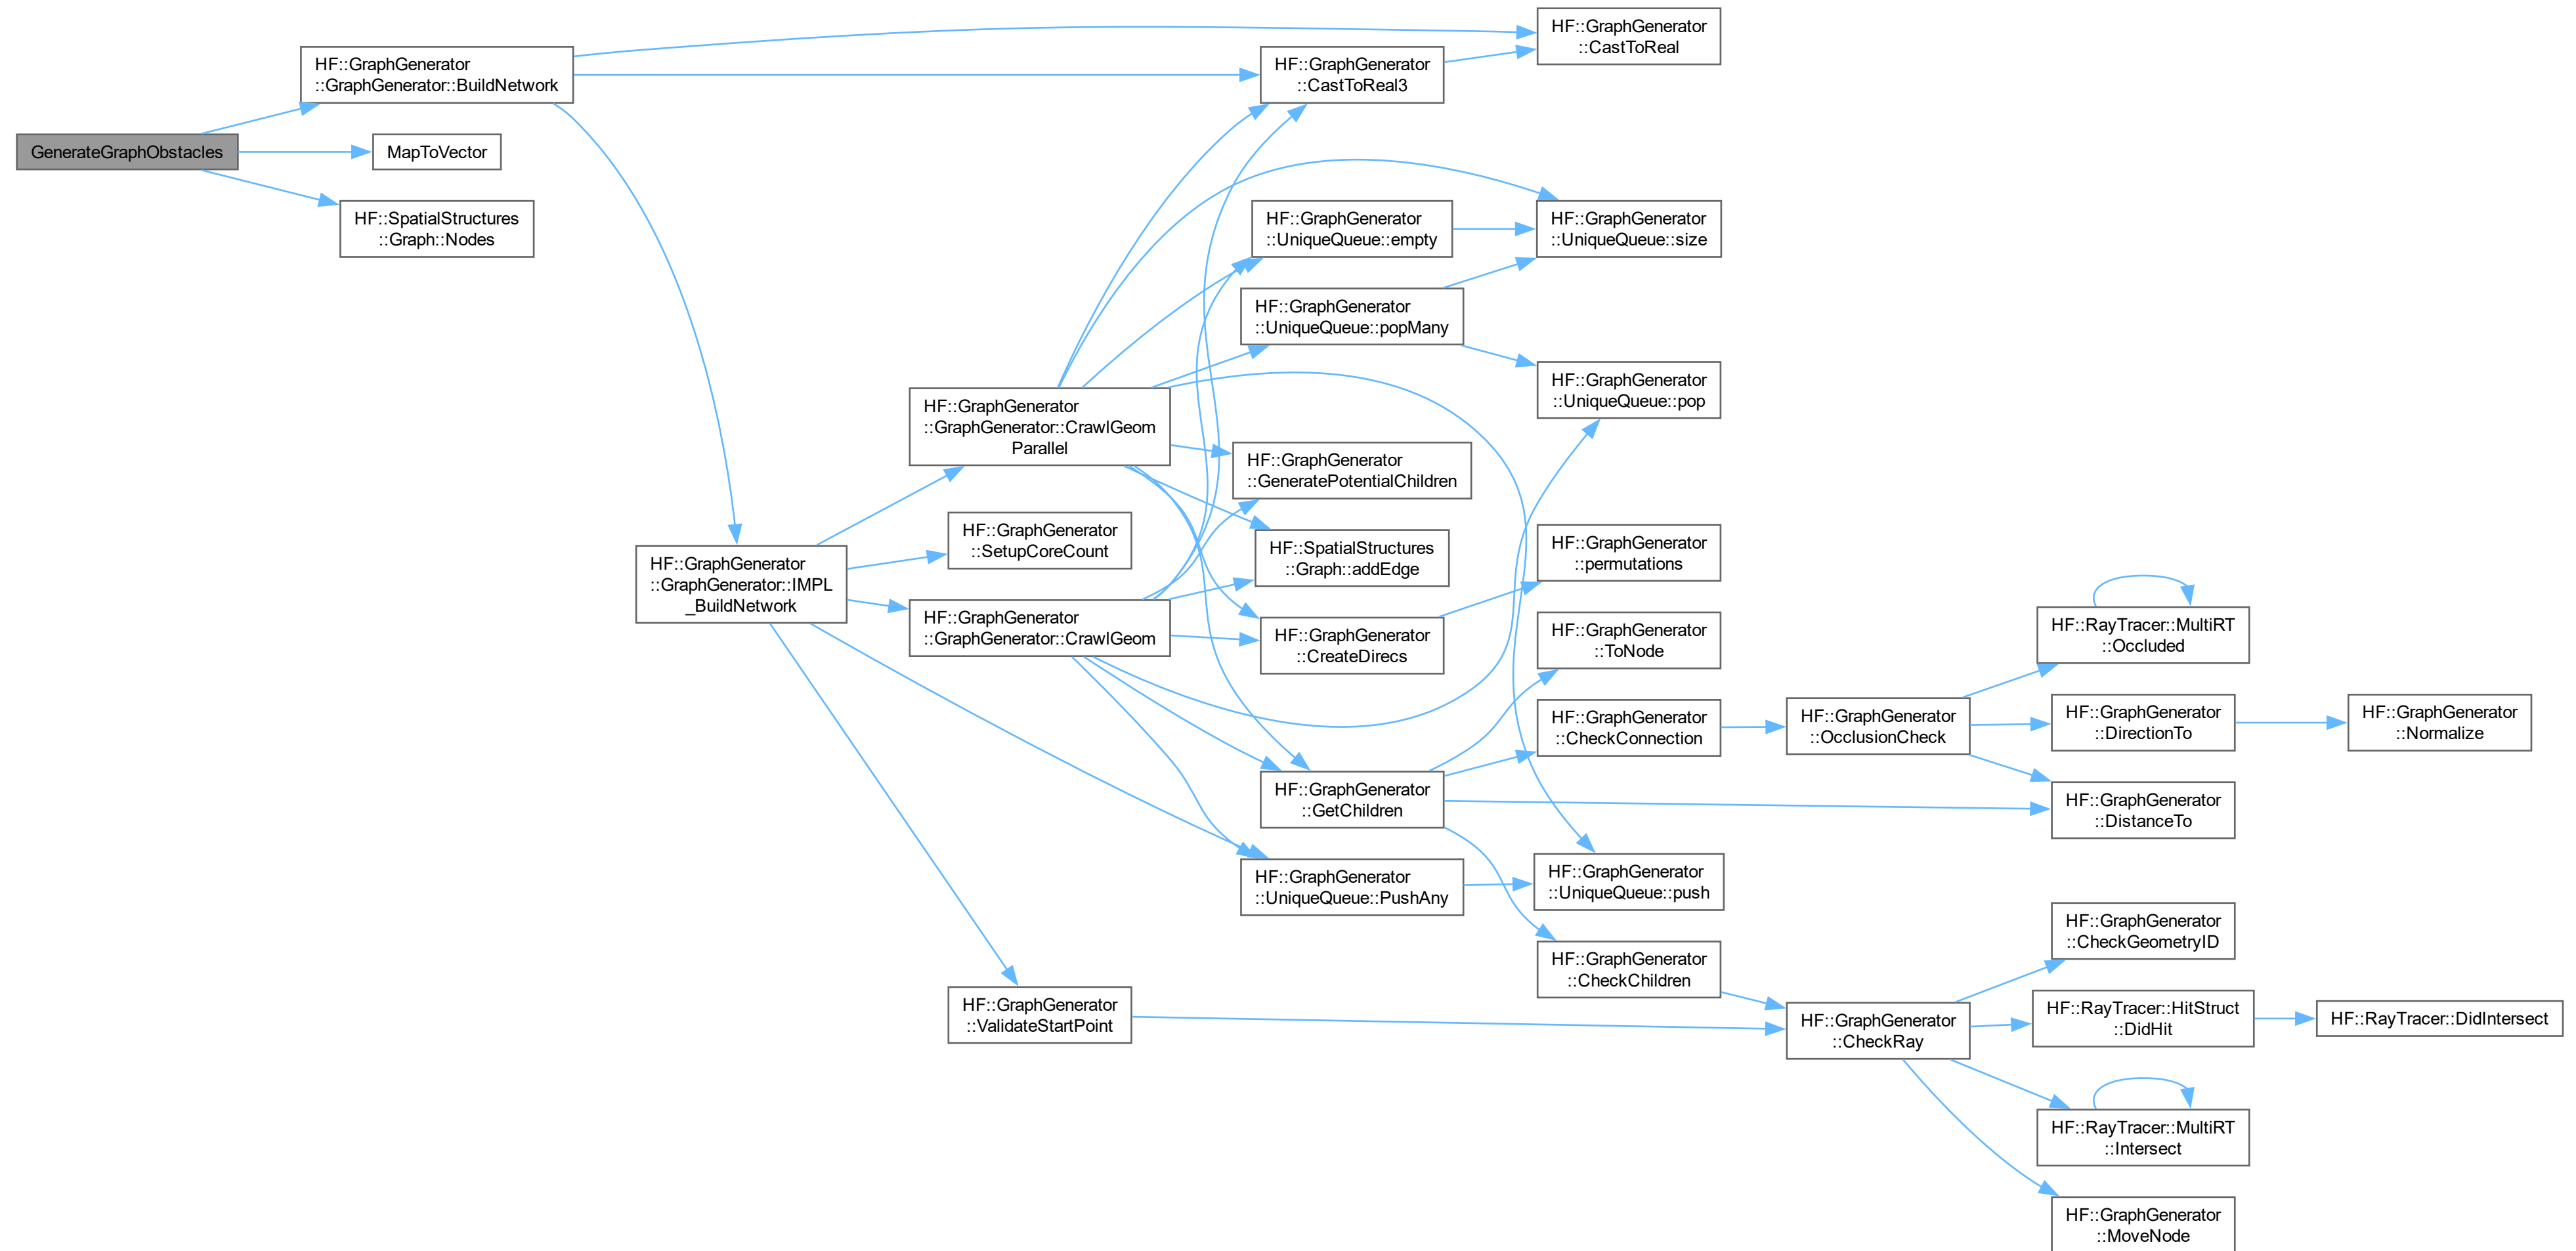 GenerateGraphObstacles
HF::GraphGenerator
::GraphGenerator::BuildNetwork
MapToVector
HF::SpatialStructures
::Graph::Nodes
HF::GraphGenerator
::GraphGenerator::IMPL
_BuildNetwork
HF::GraphGenerator
::GraphGenerator::CrawlGeom
Parallel
HF::GraphGenerator
::SetupCoreCount
HF::GraphGenerator
::GraphGenerator::CrawlGeom
HF::GraphGenerator
::ValidateStartPoint
HF::GraphGenerator
::CastToReal3
HF::GraphGenerator
::UniqueQueue::empty
HF::GraphGenerator
::UniqueQueue::popMany
HF::GraphGenerator
::GeneratePotentialChildren
HF::SpatialStructures
::Graph::addEdge
HF::GraphGenerator
::CreateDirecs
HF::GraphGenerator
::GetChildren
HF::GraphGenerator
::UniqueQueue::PushAny
HF::GraphGenerator
::CastToReal
HF::GraphGenerator
::UniqueQueue::size
HF::GraphGenerator
::UniqueQueue::pop
HF::GraphGenerator
::permutations
HF::GraphGenerator
::ToNode
HF::GraphGenerator
::CheckConnection
HF::GraphGenerator
::UniqueQueue::push
HF::GraphGenerator
::CheckChildren
HF::GraphGenerator
::OcclusionCheck
HF::GraphGenerator
::CheckRay
HF::RayTracer::MultiRT
::Occluded
HF::GraphGenerator
::DirectionTo
HF::GraphGenerator
::DistanceTo
HF::GraphGenerator
::CheckGeometryID
HF::RayTracer::HitStruct
::DidHit
HF::RayTracer::MultiRT
::Intersect
HF::GraphGenerator
::MoveNode
HF::GraphGenerator
::Normalize
HF::RayTracer::DidIntersect